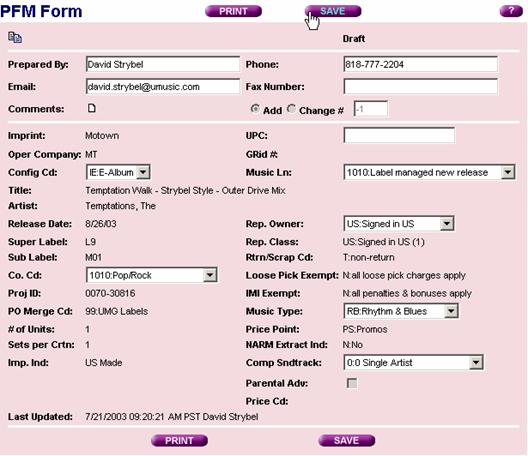 PFM Form PRINT SAVE ?
Draft
Prepared By: David Strybel Phone: 818-777-2204
Email: david.strybel@umusic.com Fax Number:
Comments: Add Change # -1
Imprint: Motown UPC:
Oper Company: MT GRid #:
Config Cd: IE:E-Album Music Ln: 1010:Label managed new release
Title: Temptation Walk - Strybel Style - Outer Drive Mix
Artist: Temptations, The
Release Date: 8/26/03 Rep. Owner: US:Signed in US
Super Label: L9 Rep. Class: US:Signed in US (1)
Sub Label: M01 Rtrn/Scrap Cd: T:non-return
Co. Cd: 1010:Pop/Rock Loose Pick Exempt: N:all loose pick charges apply
Proj ID: 0070-30816 IMI Exempt: N:all penalties & bonuses apply
PO Merge Cd: 99:UMG Labels Music Type: RB:Rhythm & Blues
# of Units: 1 Price Point: PS:Promos
Sets per Crtn: 1 NARM Extract Ind: N:No
Imp. Ind: US Made Comp Sndtrack: 0:0 Single Artist
Parental Adv:
Price Cd:
Last Updated: 7/21/2003 09:20:21 AM PST David Strybel
PRINT SAVE